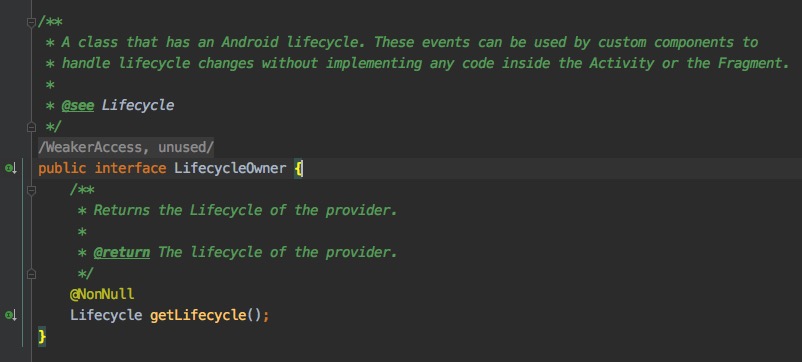 /**
 * A class that has an Android lifecycle. These events can be used by custom components to
 * handle lifecycle changes without implementing any code inside the Activity or the Fragment.
 *
 * @see Lifecycle
 */
/WeakerAccess, unused/
public interface LifecycleOwner {
    /**
     * Returns the Lifecycle of the provider.
     *
     * @return The lifecycle of the provider.
     */
    @NonNull
    Lifecycle getLifecycle();
}